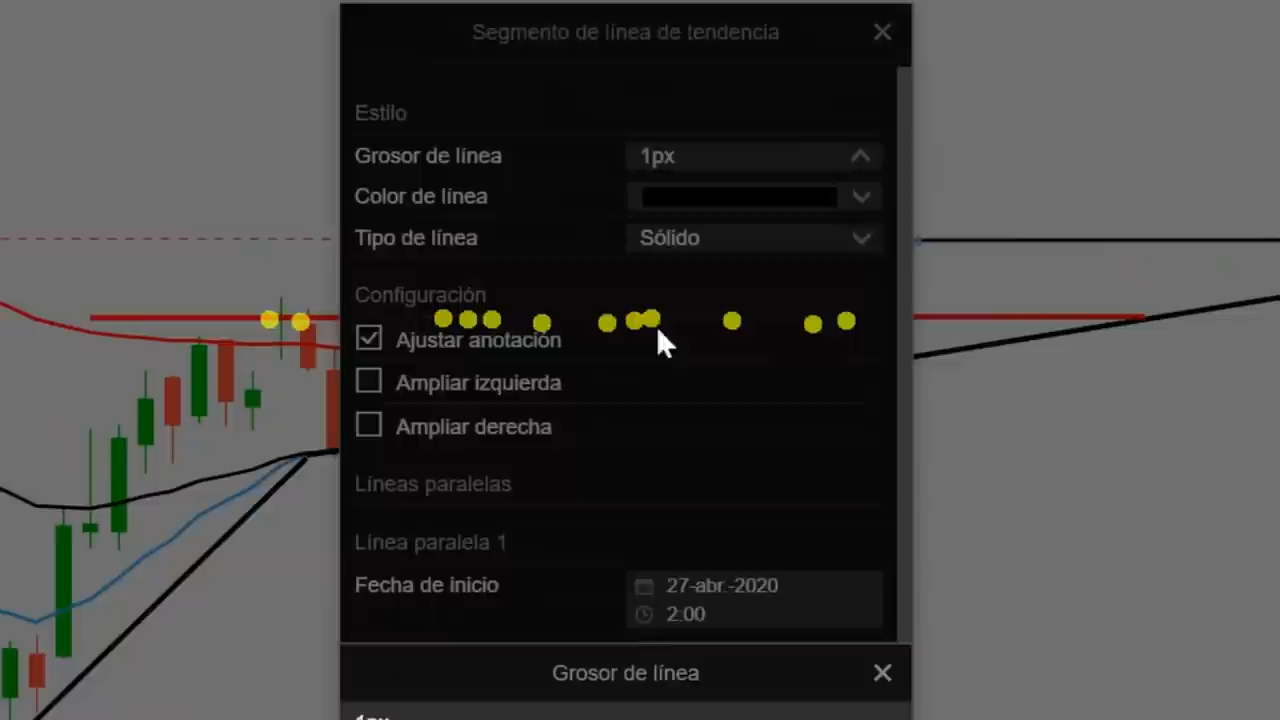 Segmento de línea de tendencia
Estilo
Grosor de línea 1px
Color de línea
Tipo de línea Sólido
Configuración
Ajustar anotación
Ampliar izquierda
Ampliar derecha
Líneas paralelas
Línea paralela 1
Fecha de inicio 27-abr.-2020
2:00
Grosor de línea
1px